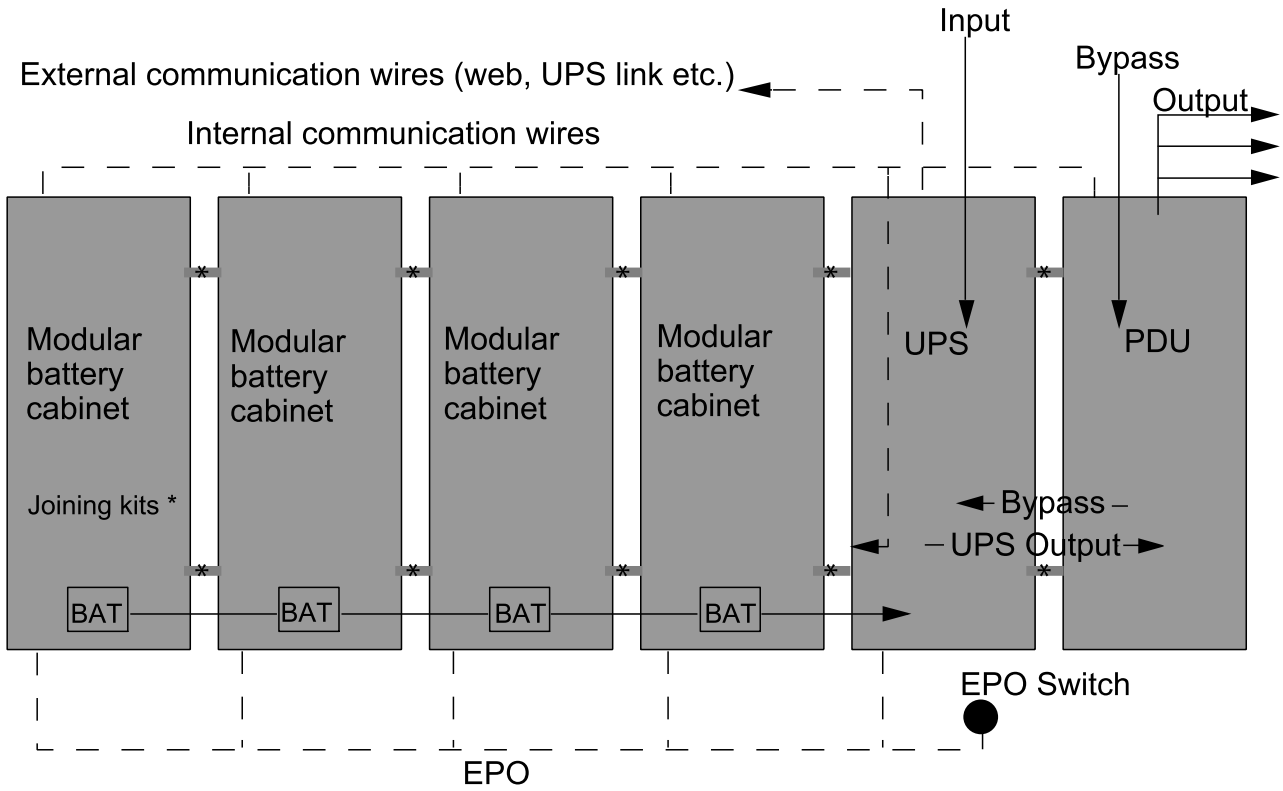 Input
External communication wires (web, UPS link etc.)
Bypass
Output
Internal communication wires
* * * * *
Modular
battery
cabinet
Modular
battery
cabinet
Modular
battery
cabinet
Modular
battery
cabinet
UPS
PDU
Joining kits *
Bypass
UPS Output
* * * * *
BAT
BAT
BAT
BAT
EPO Switch
EPO